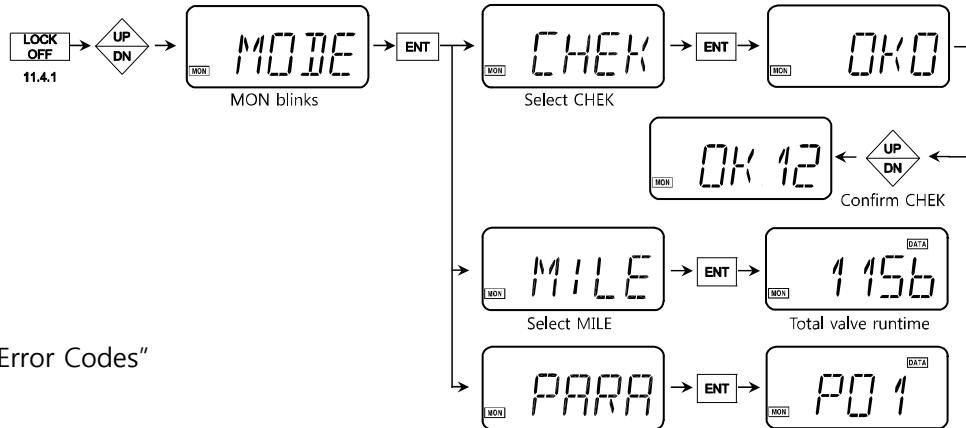 LOCK
OFF
11.4.1
UP
DN
MODE
MON
MON blinks
ENT
CHEK
MON
Select CHEK
ENT
OK0
MON
OK 12
MON
UP
DN
Confirm CHEK
MILE
MON
Select MILE
ENT
DATA
115b
MON
Total valve runtime
Error Codes"
PARA
MON
ENT
DATA
P01
MON